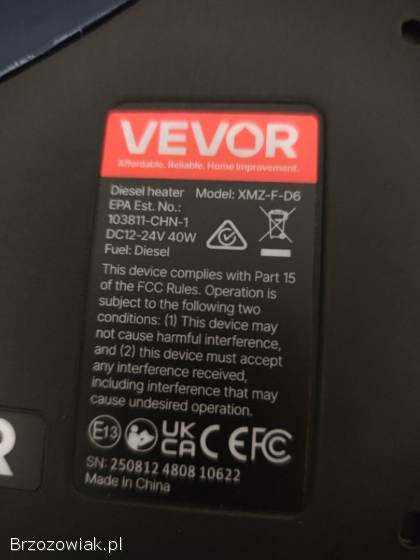 VEVOR
Affordable. Reliable. Home Improvement.
Diesel heater Model: XMZ-F-D6
EPA Est. No.:
103811-CHN-1
DC12-24V 40W
Fuel: Diesel
This device complies with Part 15
of the FCC Rules. Operation is
subject to the following two
conditions: (1) This device may
not cause harmful interference,
and (2) this device must accept
any interference received,
including interference that may
cause undesired operation.
E13 UK CA CE FC
SN: 250812 4808 10622
Made in China
R
Brzozowiak.pl